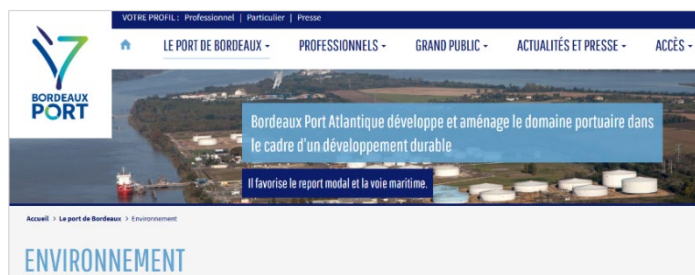 VOTRE PROFIL : Professionnel | Particulier | Presse
BORDEAUX
PORT
LE PORT DE BORDEAUX
PROFESSIONNELS
GRAND PUBLIC
ACTUALITÉS ET PRESSE
ACCÈS
Bordeaux Port Atlantique développe et aménage le domaine portuaire dans
le cadre d'un développement durable
Il favorise le report modal et la voie maritime.
Accueil > Le port de Bordeaux > Environnement
ENVIRONNEMENT